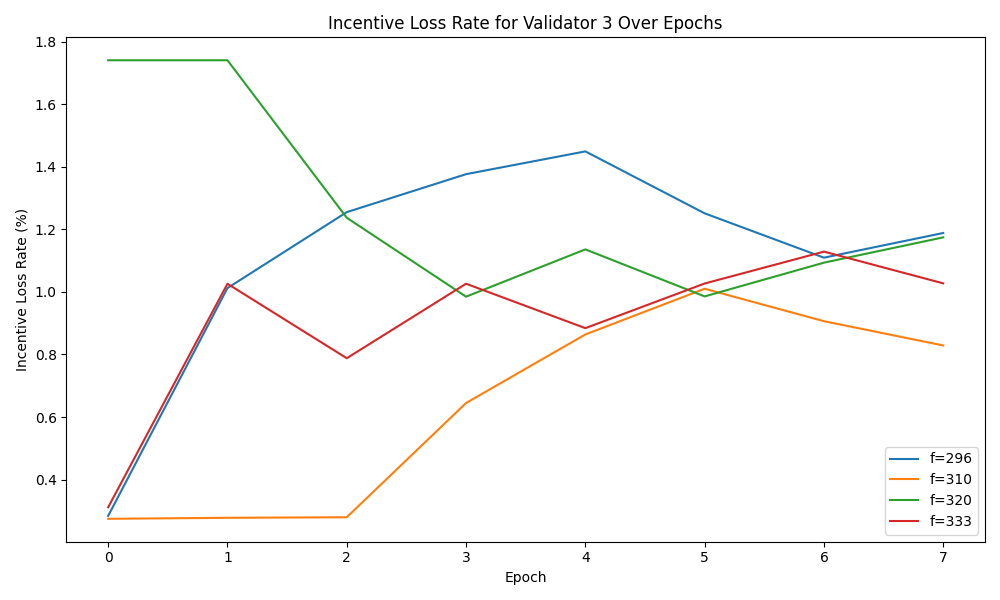 Incentive Loss Rate for Validator 3 Over Epochs
Incentive Loss Rate (%)
1.8
1.6
1.4
1.2
1.0
0.8
0.6
0.4
0 1 2 3 4 5 6 7
Epoch
f=296
f=310
f=320
f=333